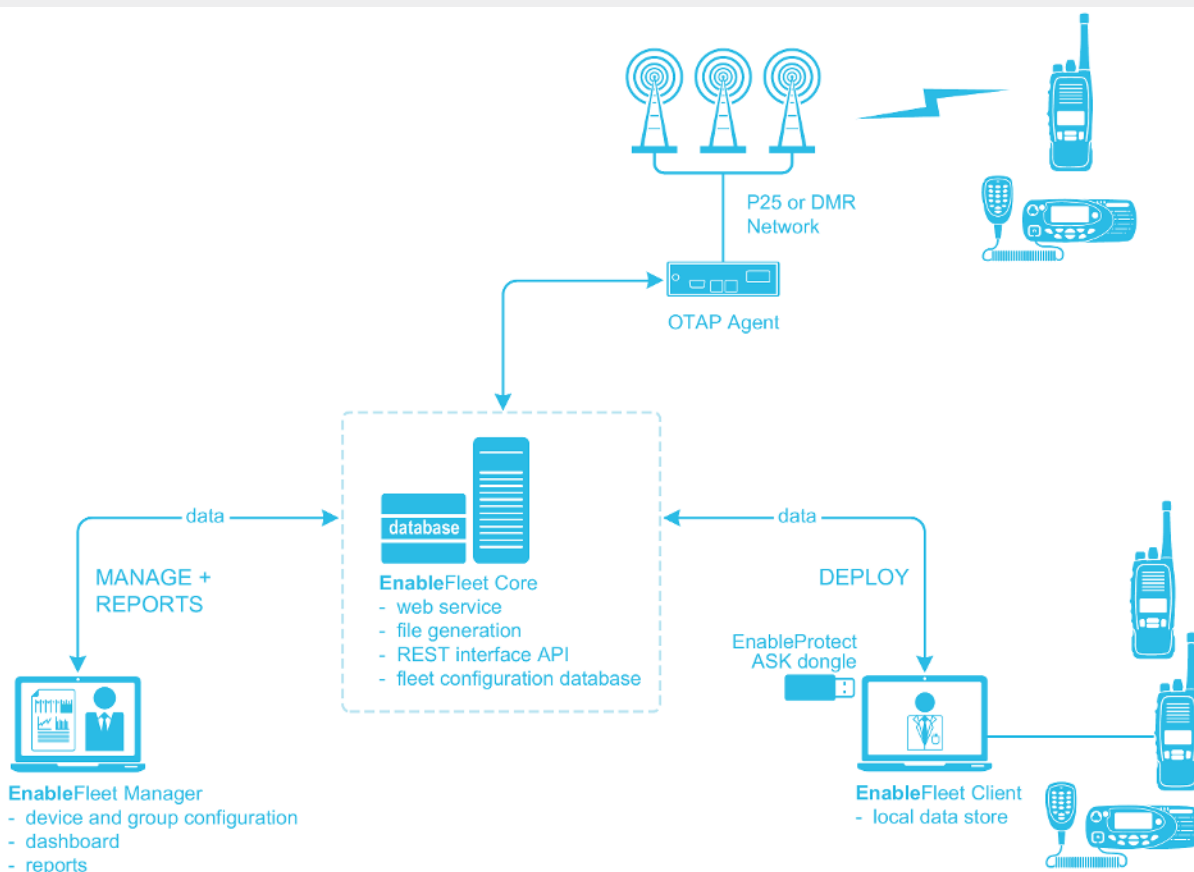 P25 or DMR
Network
OTAP Agent
data
MANAGE +
REPORTS
database
EnableFleet Core
- web service
- file generation
- REST interface API
- fleet configuration database
data
DEPLOY
EnableProtect
ASK dongle
EnableFleet Manager
- device and group configuration
- dashboard
- reports
EnableFleet Client
- local data store